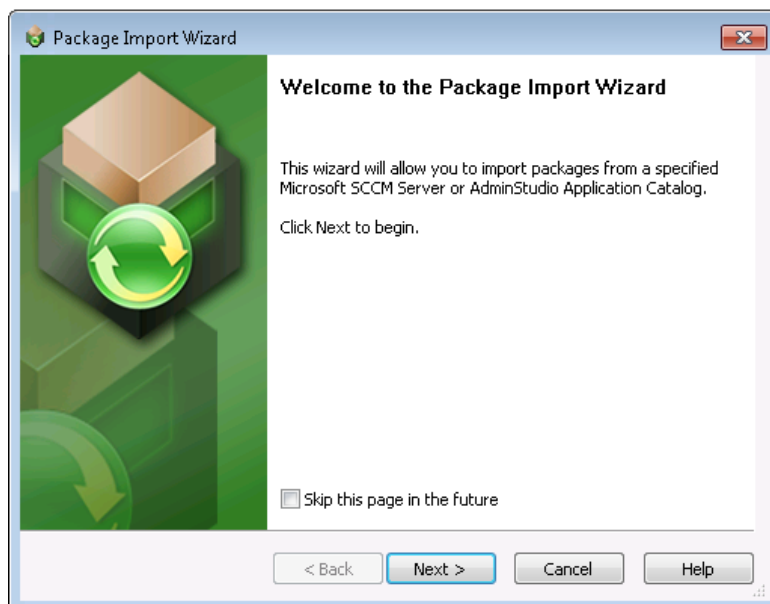 Package Import Wizard
Welcome to the Package Import Wizard
This wizard will allow you to import packages from a specified
Microsoft SCCM Server or AdminStudio Application Catalog.
Click Next to begin.
Skip this page in the future
< Back Next > Cancel Help